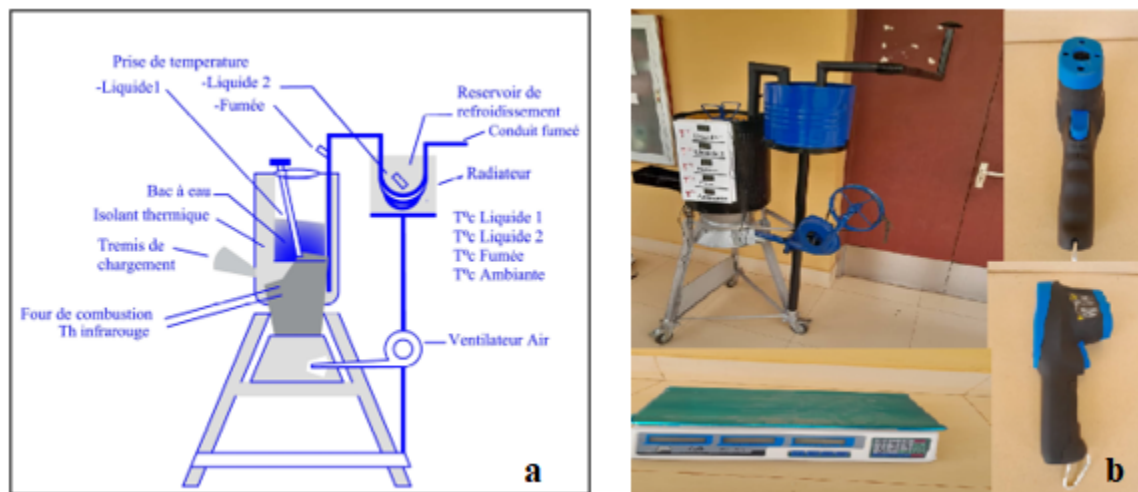 Prise de temperature
-Liquide1
-Liquide 2
-Fumée
Reservoir de
refroidissement
Conduit fumeé
Radiateur
Bac à eau
Isolant thermique
Tremis de
chargement
T°c Liquide 1
T°c Liquide 2
T°c Fumée
T°c Ambiante
Four de combustion
Th infrarouge
Ventilateur Air
a
b